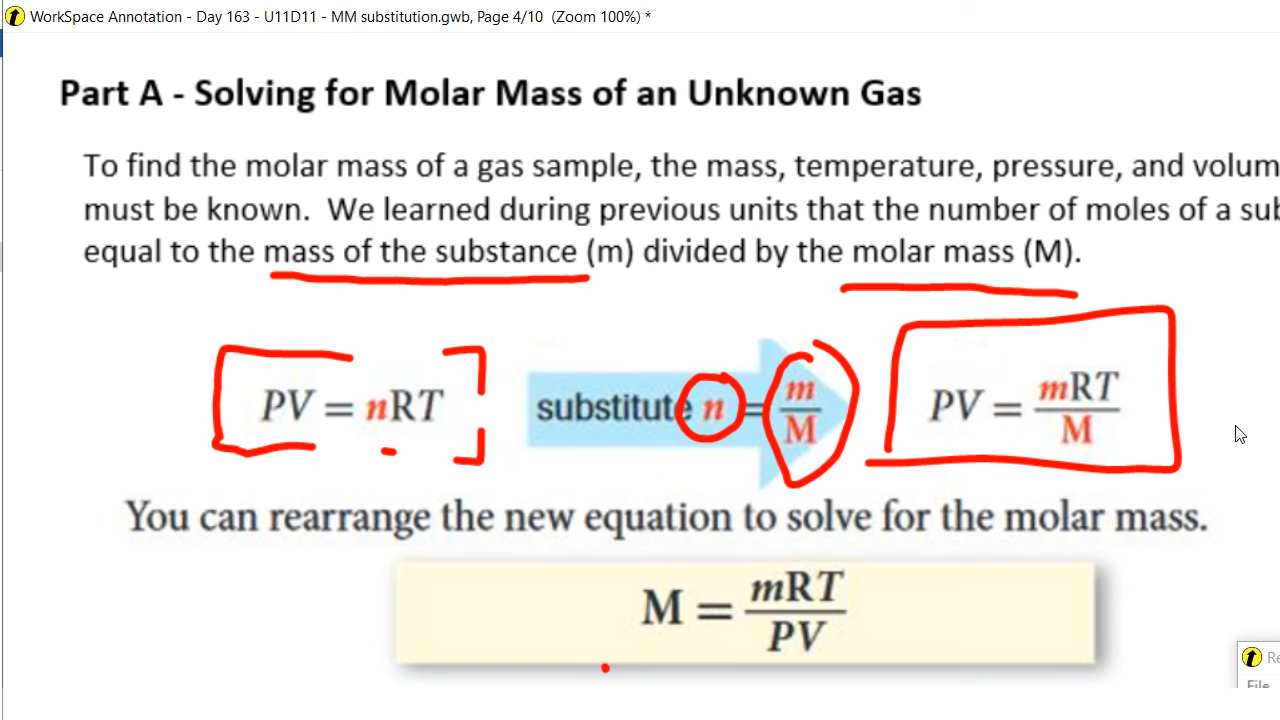 WorkSpace Annotation - Day 163 - U11D11 - MM substitution.gwb, Page 4/10 (Zoom 100%) *
Part A - Solving for Molar Mass of an Unknown Gas
To find the molar mass of a gas sample, the mass, temperature, pressure, and volum
must be known. We learned during previous units that the number of moles of a sub
equal to the mass of the substance (m) divided by the molar mass (M).
PV = nRT substitute n = m/M PV = mRT/M
You can rearrange the new equation to solve for the molar mass.
M = mRT/PV
Re
File